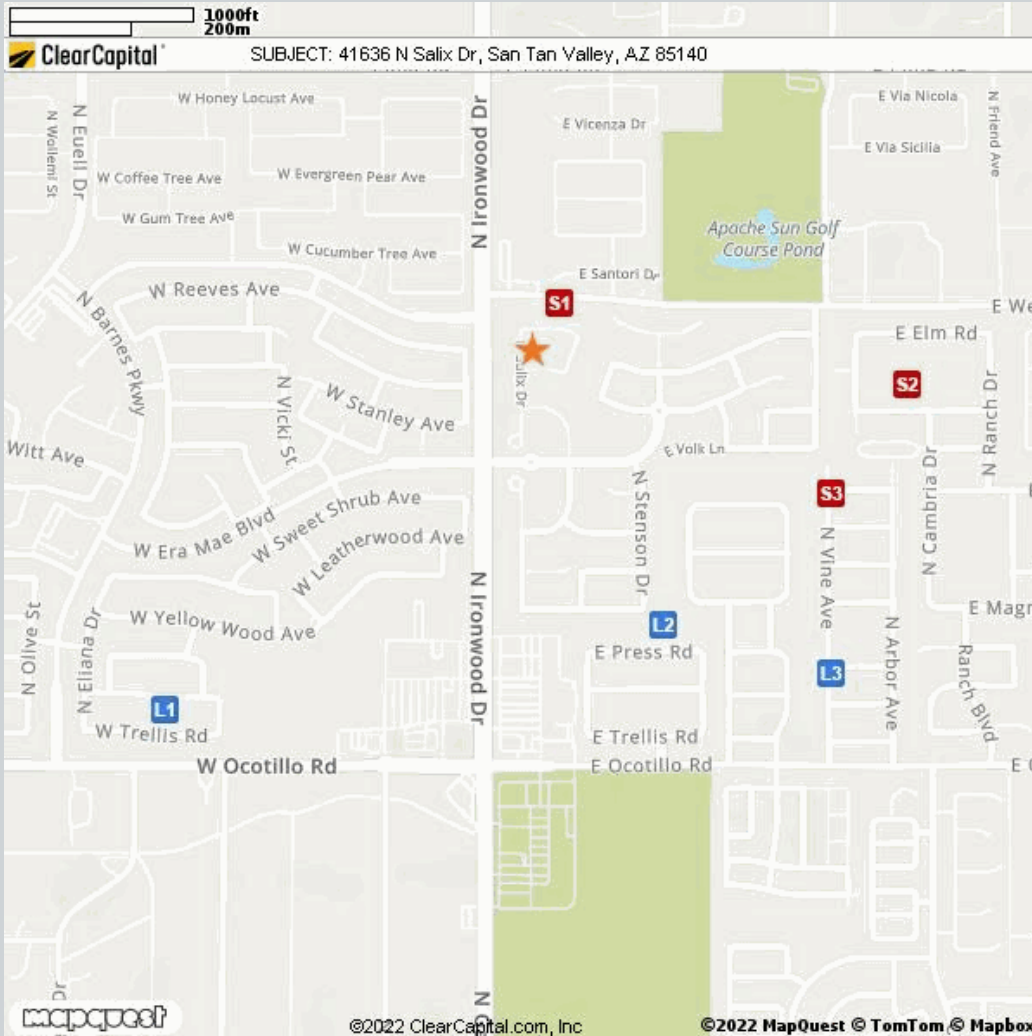 1000ft
200m
ClearCapital
SUBJECT: 41636 N Salix Dr, San Tan Valley, AZ 85140
W Honey Locust Ave
N Ironwood Dr
E Vicenza Dr
E Via Nicola
N Friend Ave
N Wollemi St
N Euell Dr
E Via Sicilia
W Coffee Tree Ave
W Evergreen Pear Ave
W Gum Tree Ave
W Cucumber Tree Ave
Apache Sun Golf
Course Pond
E Santori Dr
W Reeves Ave
S1
E We
N Barnes Pkwy
E Elm Rd
Salix Dr
S2
N Vicki St
W Stanley Ave
N Ranch Dr
Witt Ave
E Volk Ln
N Cambria Dr
S3
N Stenson Dr
W Sweet Shrub Ave
W Era Mae Blvd
W Leatherwood Ave
N Vine Ave
N Ironwood Dr
N Olive St
N Eliana Dr
W Yellow Wood Ave
L2
E Magn
E Press Rd
N Arbor Ave
Ranch Blvd
L3
L1
W Trellis Rd
E Trellis Rd
W Ocotillo Rd
E Ocotillo Rd
Dr
N
mapquest
©2022 ClearCapital.com, Inc
©2022 MapQuest © TomTom © Mapbox